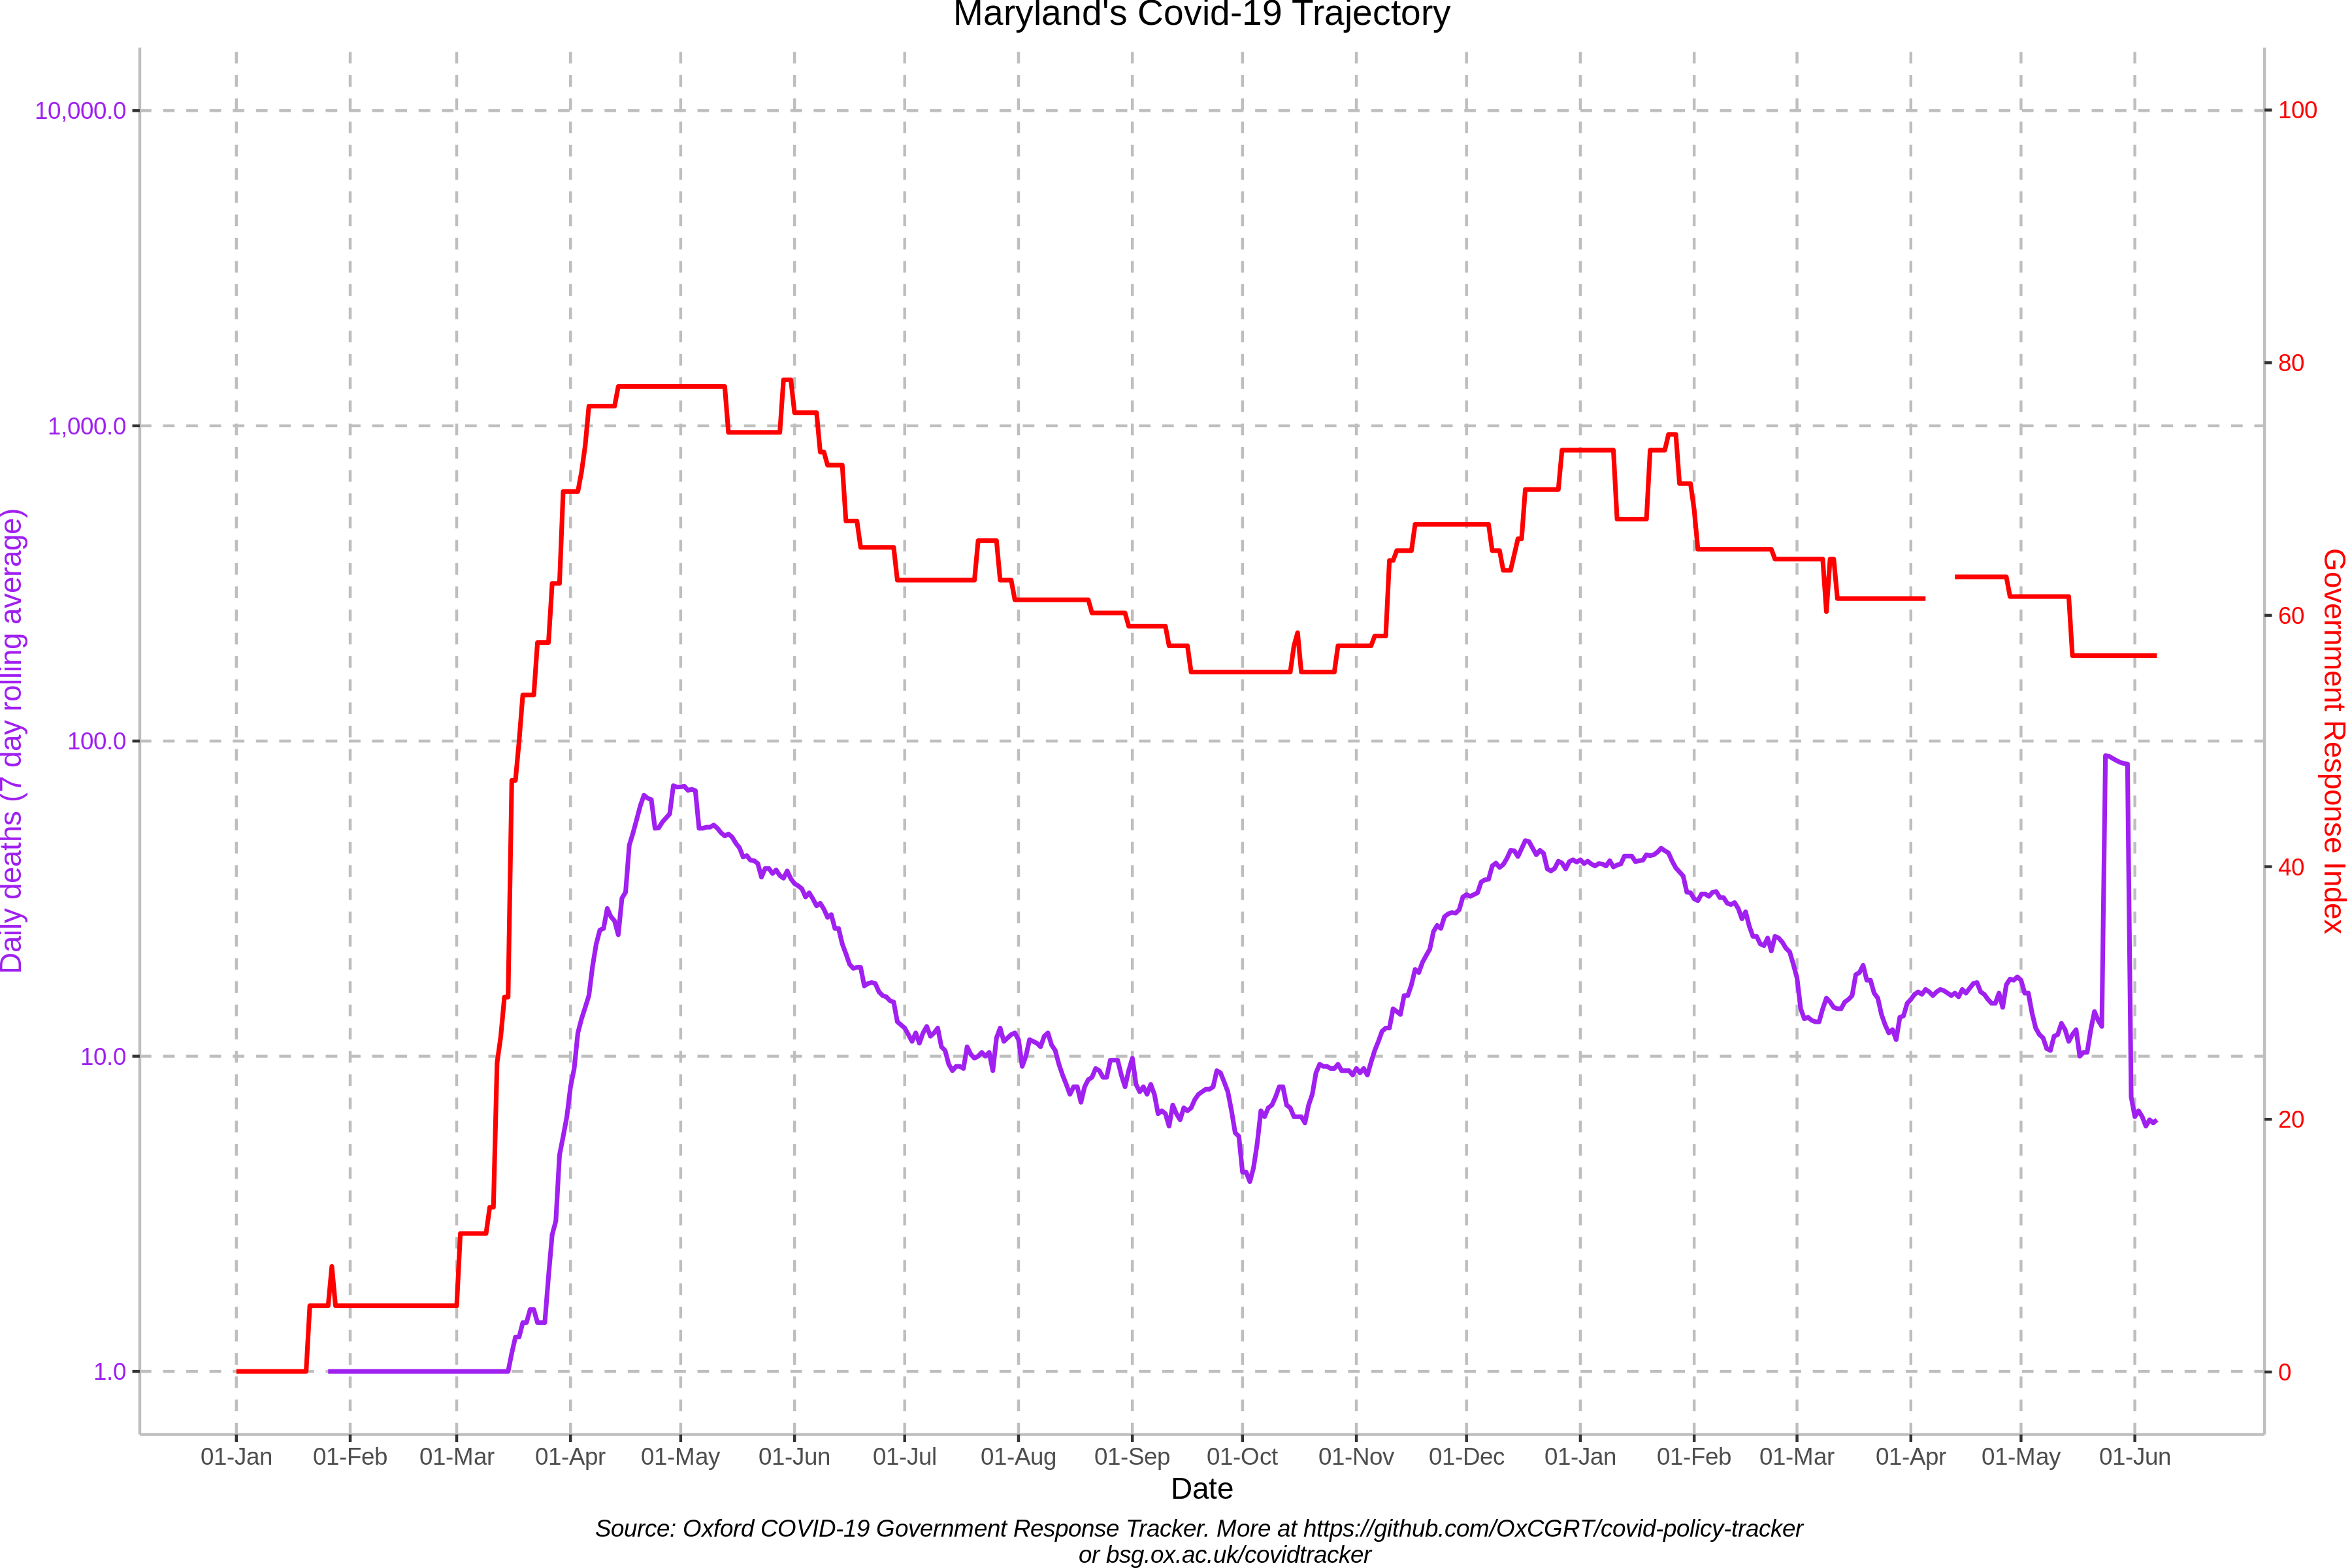 Maryland's Covid-19 Trajectory
10,000.0
1,000.0
100.0
10.0
1.0
Daily deaths (7 day rolling average)
100
80
60
40
20
0
Government Response Index
01-Jan 01-Feb 01-Mar 01-Apr 01-May 01-Jun 01-Jul 01-Aug 01-Sep 01-Oct 01-Nov 01-Dec 01-Jan 01-Feb 01-Mar 01-Apr 01-May 01-Jun
Date
Source: Oxford COVID-19 Government Response Tracker. More at https://github.com/OxCGRT/covid-policy-tracker
or bsg.ox.ac.uk/covidtracker